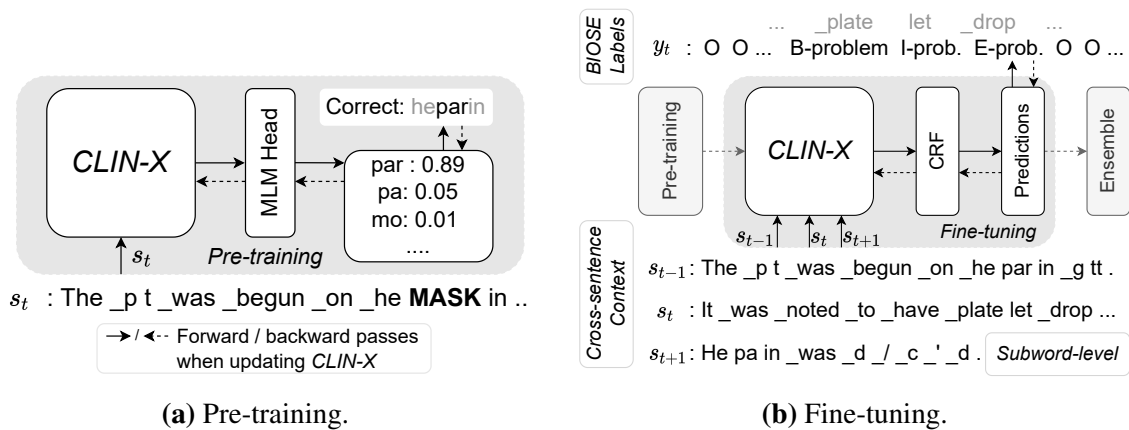 CLIN-X
MLM Head
Correct: heparin
par : 0.89
pa: 0.05
mo: 0.01
....
Pre-training
s_t
s_t : The _p t _was _begun _on _he MASK in ..
/ Forward / backward passes
when updating CLIN-X
(a) Pre-training.
BIOSE
Labels
... _plate let _drop ...
y_t : O O ... B-problem I-prob. E-prob. O O ...
Pre-training
CLIN-X
CRF
Predictions
Ensemble
s_{t-1} s_t s_{t+1}
Fine-tuning
Cross-sentence
Context
s_{t-1} : The _p t _was _begun _on _he par in _g tt .
s_t : It _was _noted _to _have _plate let _drop ...
s_{t+1} : He pa in _was _d _/ _c _' _d .
Subword-level
(b) Fine-tuning.